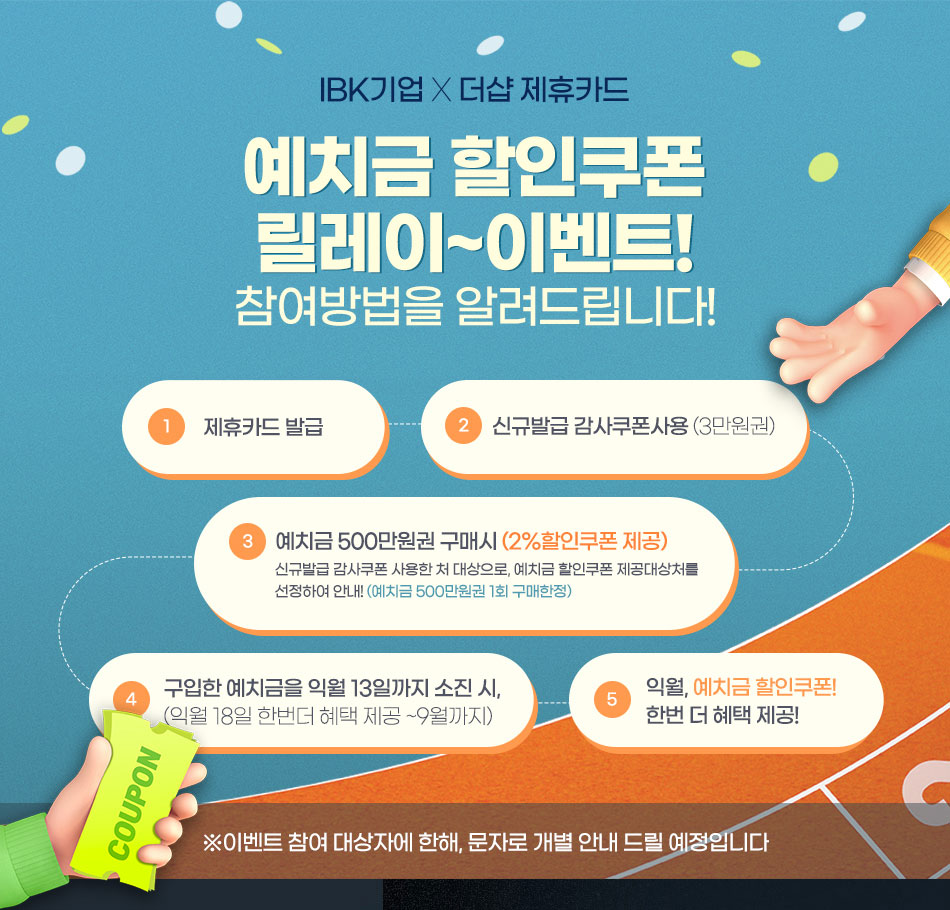 IBK기업 X 더샵 제휴카드
예치금 할인쿠폰
릴레이~이벤트!
참여방법을 알려드립니다!
1 제휴카드 발급
2 신규발급 감사쿠폰사용 (3만원권)
3 예치금 500만원권 구매시 (2%할인쿠폰 제공)
신규발급 감사쿠폰 사용한 처 대상으로, 예치금 할인쿠폰 제공대상처를
선정하여 안내! (예치금 500만원권 1회 구매한정)
4 구입한 예치금을 익월 13일까지 소진 시,
(익월 18일 한번더 혜택 제공 ~9월까지)
5 익월, 예치금 할인쿠폰!
한번 더 혜택 제공!
COUPON
※이벤트 참여 대상자에 한해, 문자로 개별 안내 드릴 예정입니다